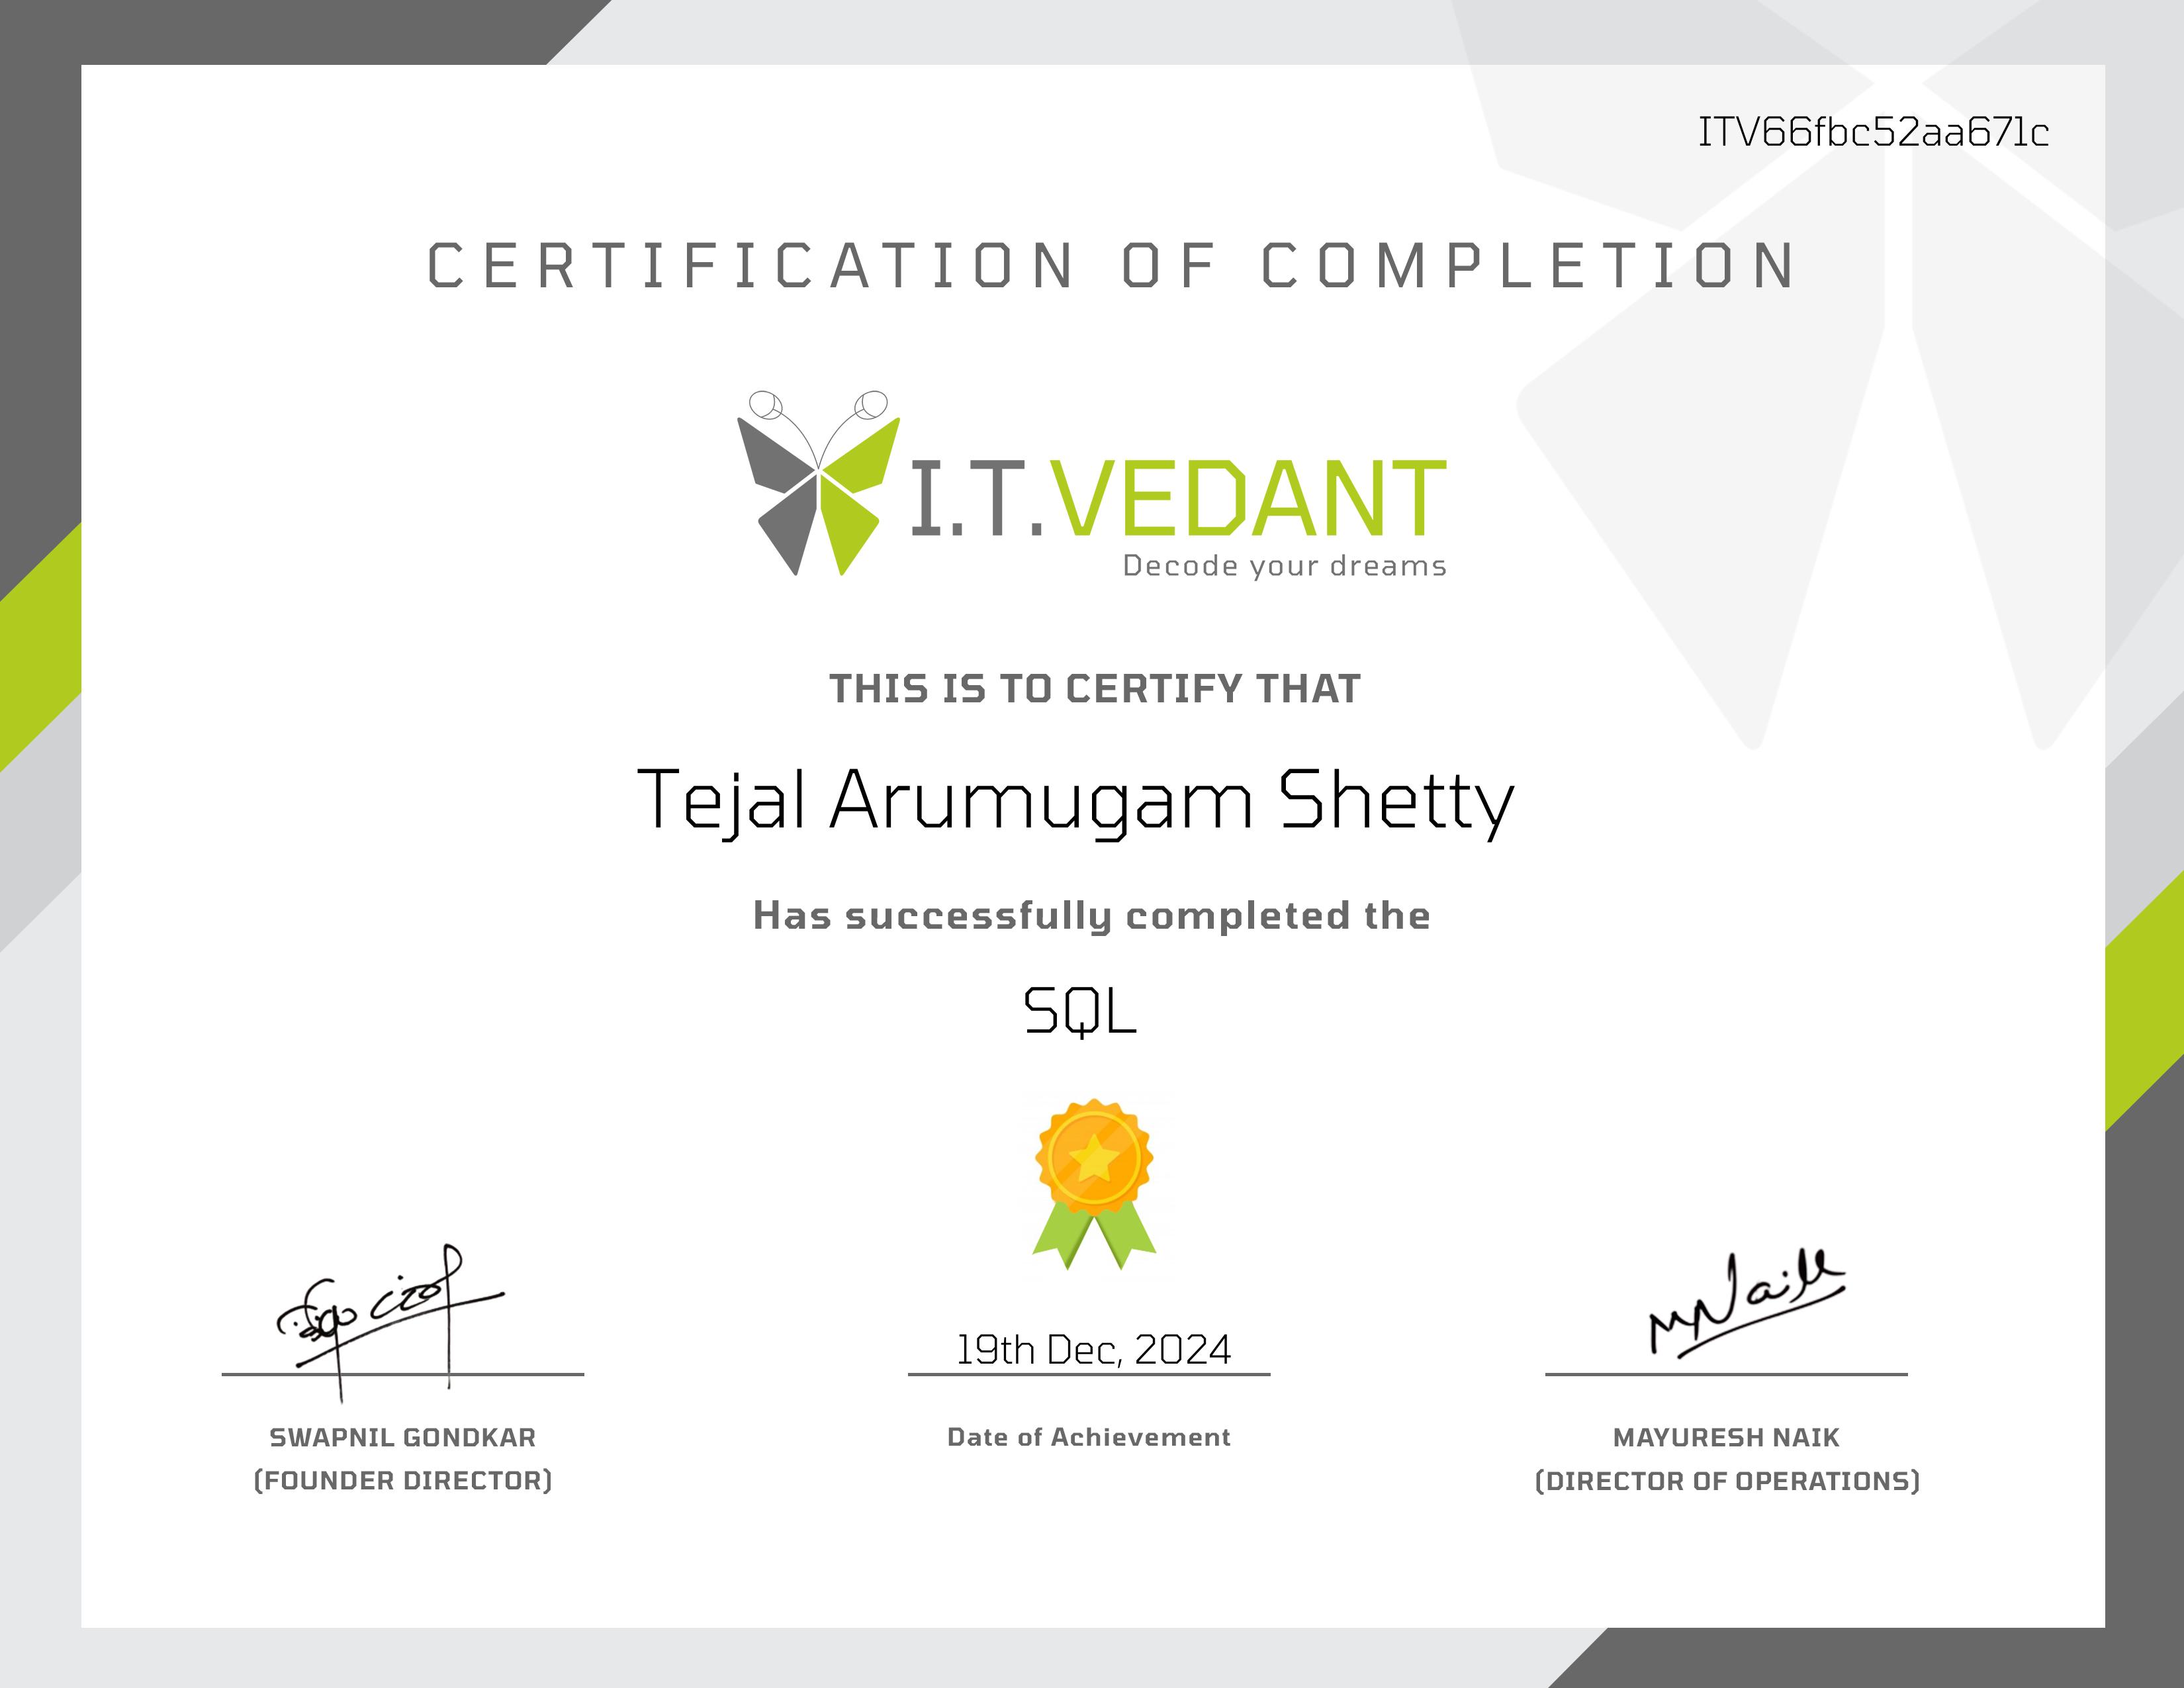 ITV66fbc52aa671c
CERTIFICATION OF COMPLETION
I.T.VEDANT
Decode your dreams
THIS IS TO CERTIFY THAT
Tejal Arumugam Shetty
Has successfully completed the
SQL
19th Dec, 2024
SWAPNIL GONDKAR
(FOUNDER DIRECTOR)
Date of Achievement
MAYURESH NAIK
(DIRECTOR OF OPERATIONS)